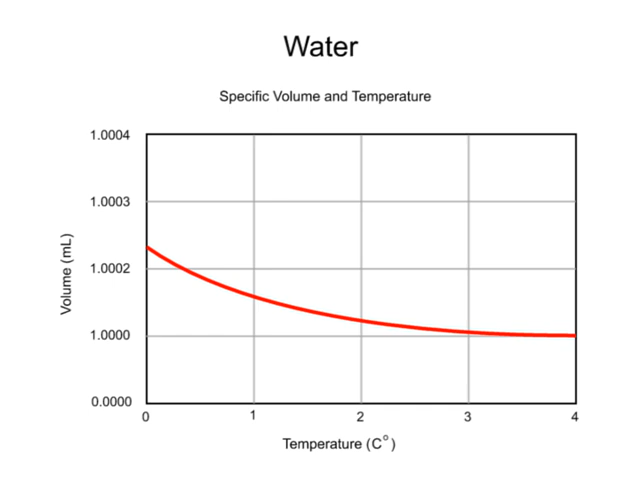 Water
Specific Volume and Temperature
1.0004
1.0003
1.0002
1.0000
0.0000
Volume (mL)
0 1 2 3 4
Temperature (C°)